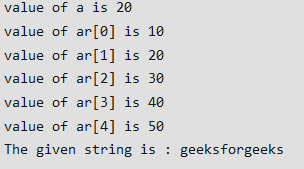 value of a is 20
value of ar[0] is 10
value of ar[1] is 20
value of ar[2] is 30
value of ar[3] is 40
value of ar[4] is 50
The given string is : geeksforgeeks